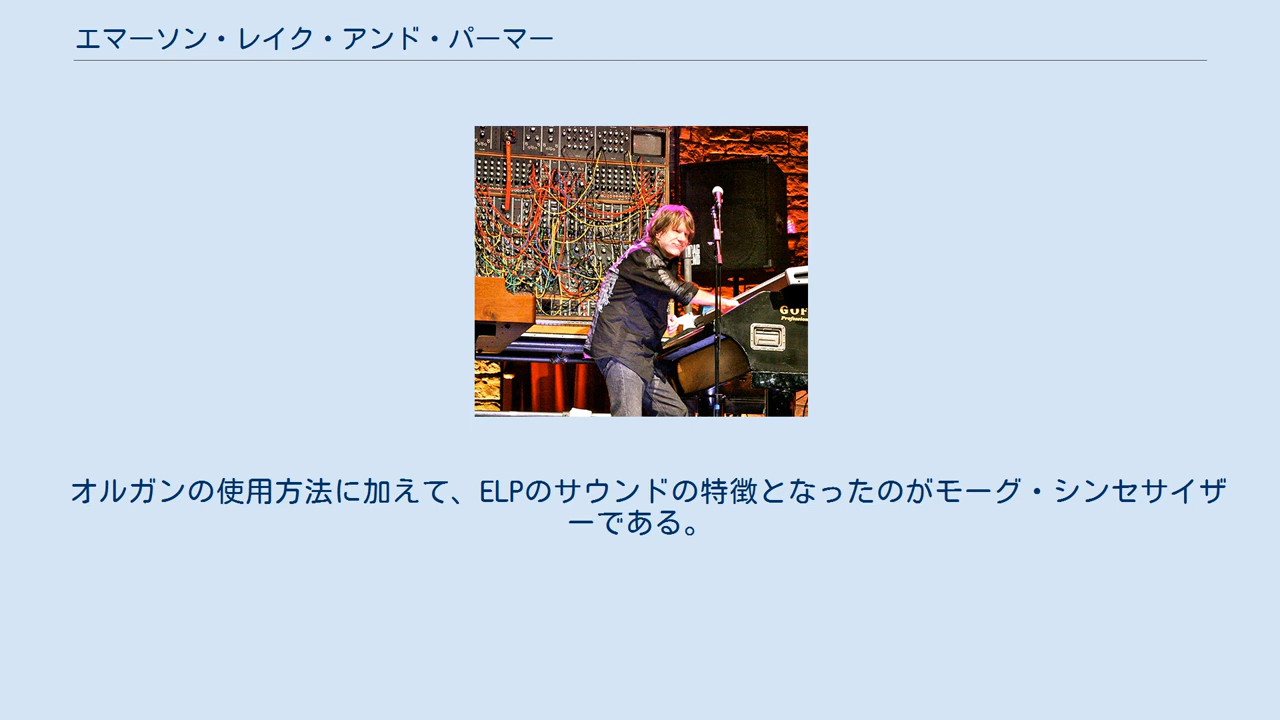 エマーソン・レイク・アンド・パーマー
オルガンの使用方法に加えて、ELPのサウンドの特徴となったのがモーグ・シンセサイザ
ーである。